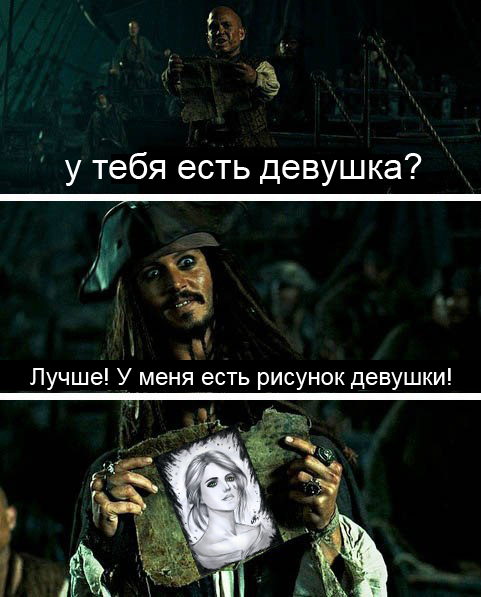 у тебя есть девушка?
Лучше! У меня есть рисунок девушки!